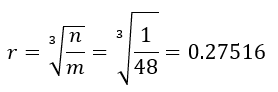 r = ∛(n/m) = ∛(1/48) = 0.27516